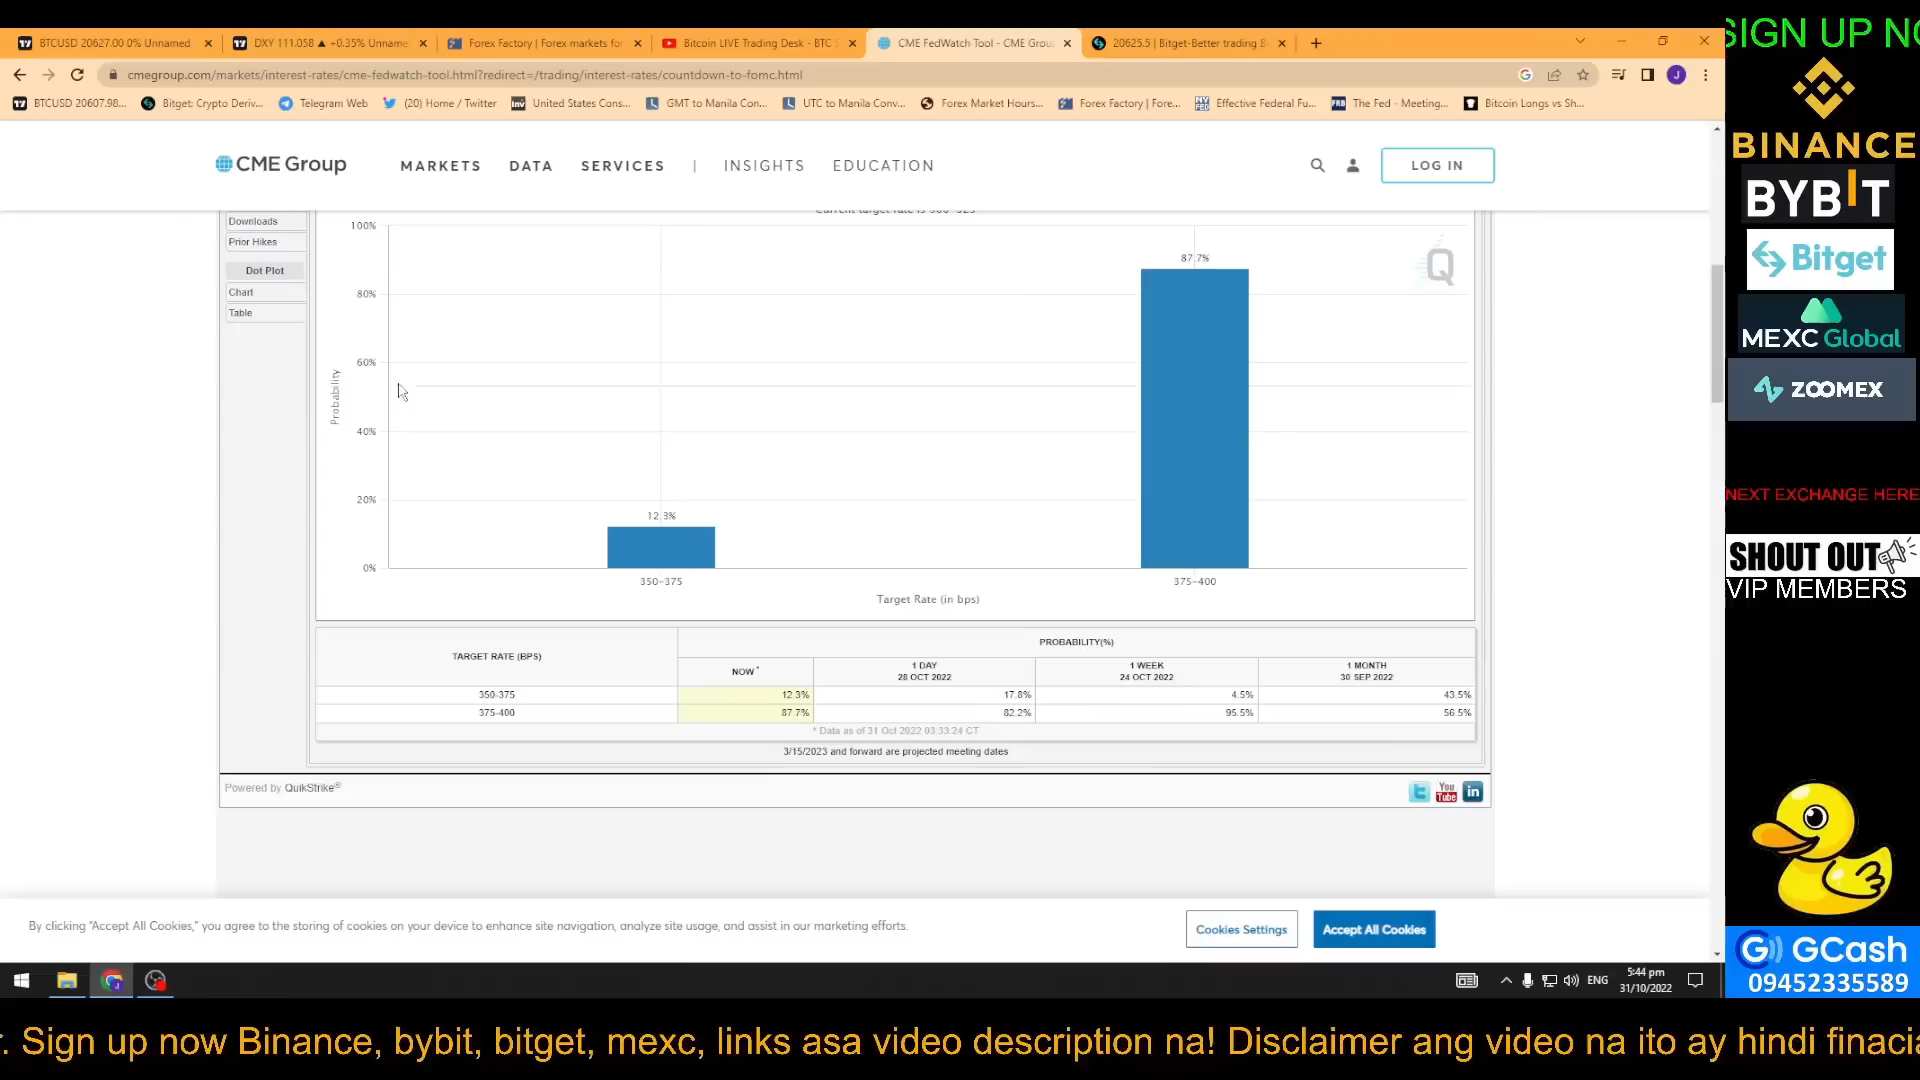 SIGN UP NO
BTCUSD 20627.00 0% Unnamed
DXY 111.058 ▲ +0.35% Unname
Forex Factory | Forex markets for
Bitcoin LIVE Trading Desk - BTC S
CME FedWatch Tool - CME Grou
20625.5 | Bitget-Better trading B
cmegroup.com/markets/interest-rates/cme-fedwatch-tool.html?redirect=/trading/interest-rates/countdown-to-fomc.html
J
BTCUSD 20607.98...
Bitget: Crypto Deriv...
Telegram Web
(20) Home / Twitter
Inv
United States Cons...
GMT to Manila Con...
UTC to Manila Conv...
Forex Market Hours...
Forex Factory | Fore...
Effective Federal Fu...
FRB
The Fed - Meeting...
Bitcoin Longs vs Sh...
CME Group
MARKETS
DATA
SERVICES
|
INSIGHTS
EDUCATION
LOG IN
Downloads
Prior Hikes
Dot Plot
Chart
Table
100%
80%
60%
40%
20%
0%
Probability
12.3%
87.7%
Q
350-375
375-400
Target Rate (in bps)
TARGET RATE (BPS)
PROBABILITY(%)
NOW *
1 DAY
28 OCT 2022
1 WEEK
24 OCT 2022
1 MONTH
30 SEP 2022
350-375 12.3% 17.8% 4.5% 43.5%
375-400 87.7% 82.2% 95.5% 56.5%
* Data as of 31 Oct 2022 03:33:24 CT
3/15/2023 and forward are projected meeting dates
Powered by QuikStrike®
You
Tube
in
By clicking "Accept All Cookies," you agree to the storing of cookies on your device to enhance site navigation, analyze site usage, and assist in our marketing efforts.
Cookies Settings
Accept All Cookies
ENG
5:44 pm
31/10/2022
BINANCE
BYBIT
Bitget
MEXC Global
ZOOMEX
NEXT EXCHANGE HERE
SHOUT OUT
VIP MEMBERS
GCash
09452335589
. Sign up now Binance, bybit, bitget, mexc, links asa video description na! Disclaimer ang video na ito ay hindi finacia